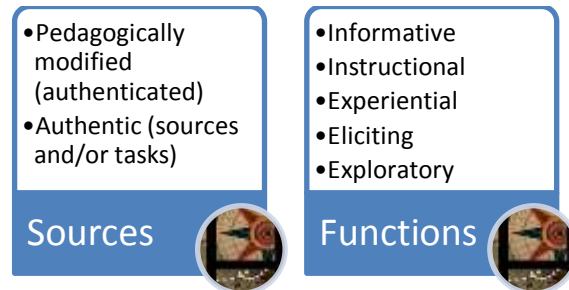 •Pedagogically
modified
(authenticated)
•Authentic (sources
and/or tasks)
Sources
•Informative
•Instructional
•Experiential
•Eliciting
•Exploratory
Functions